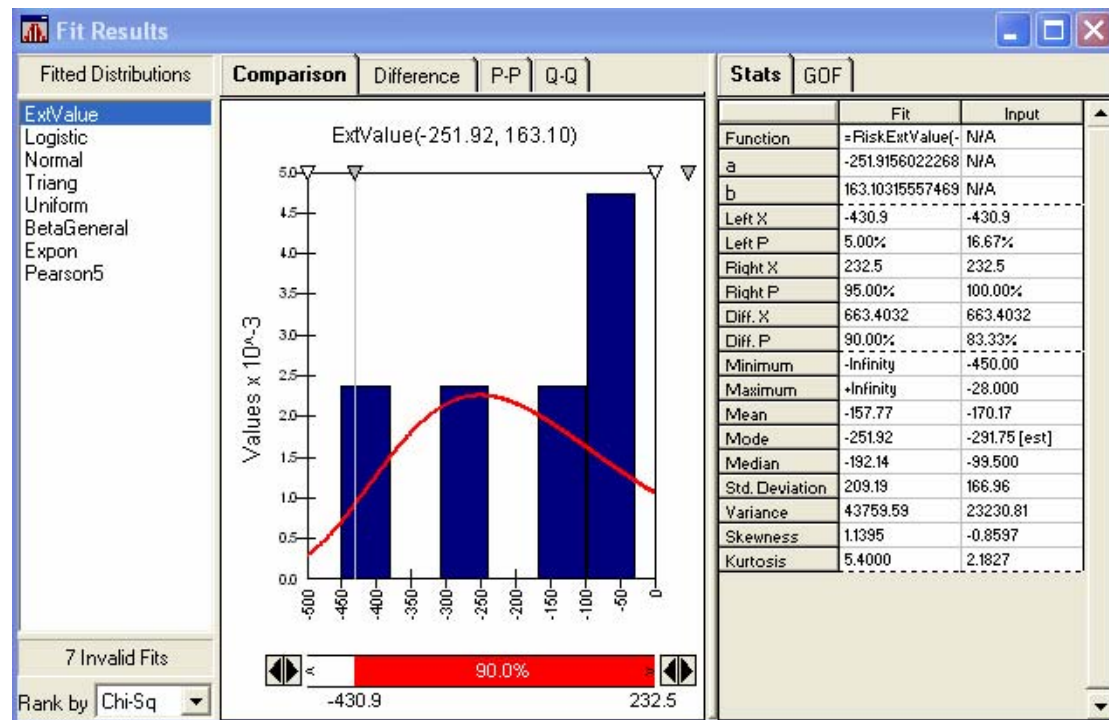 Fit Results
Fitted Distributions
ExtValue
Logistic
Normal
Triang
Uniform
BetaGeneral
Expon
Pearson5
7 Invalid Fits
Rank by Chi-Sq
Comparison Difference P-P Q-Q
ExtValue(-251.92, 163.10)
Values x 10^-3
5.0
4.5
4.0
3.5
3.0
2.5
2.0
1.5
1.0
0.5
0.0
-500 -450 -400 -350 -300 -250 -200 -150 -100 -50 0
< 90.0% >
-430.9 232.5
Stats GOF
Fit Input
Function =RiskExtValue(- N/A
a -251.9156022268 N/A
b 163.10315557469 N/A
Left X -430.9 -430.9
Left P 5.00% 16.67%
Right X 232.5 232.5
Right P 95.00% 100.00%
Diff. X 663.4032 663.4032
Diff. P 90.00% 83.33%
Minimum -Infinity -450.00
Maximum +Infinity -28.000
Mean -157.77 -170.17
Mode -251.92 -291.75 [est]
Median -192.14 -99.500
Std. Deviation 209.19 166.96
Variance 43759.59 23230.81
Skewness 1.1395 -0.8597
Kurtosis 5.4000 2.1827